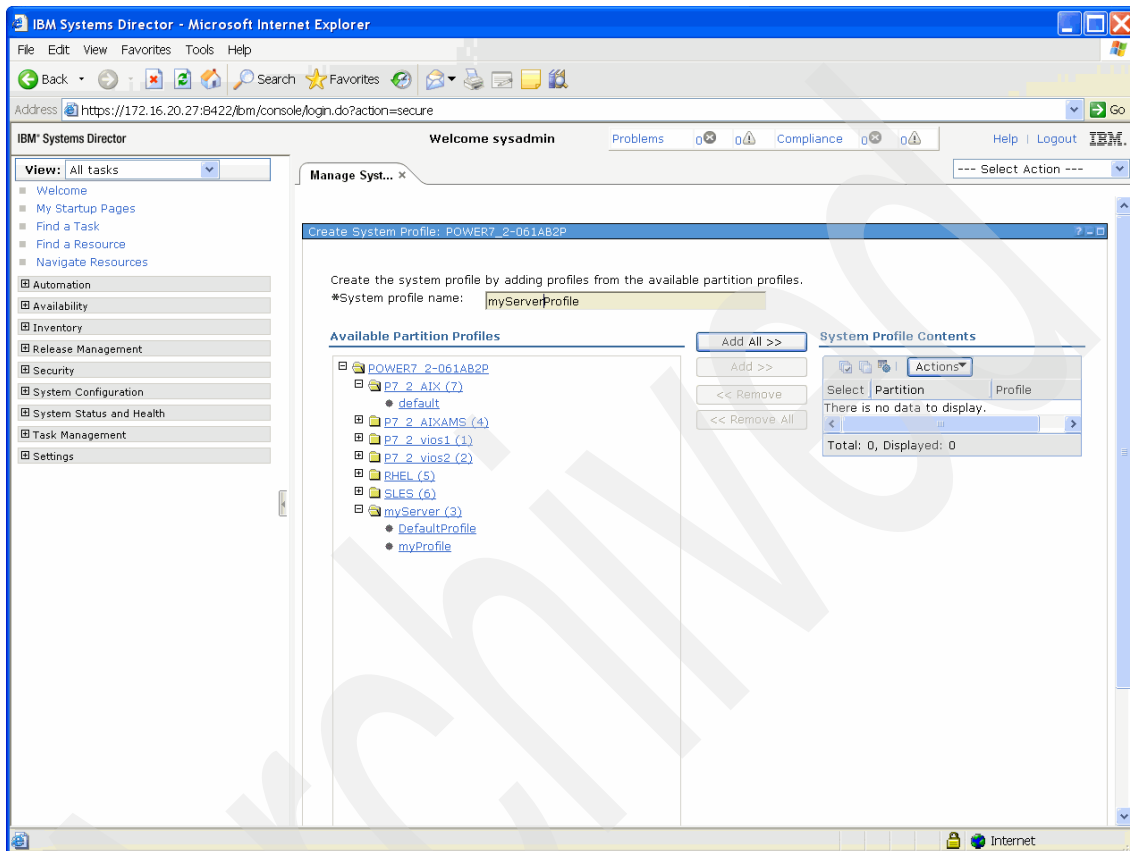 IBM Systems Director - Microsoft Internet Explorer
File Edit View Favorites Tools Help
Back Search Favorites
Address https://172.16.20.27:8422/ibm/console/login.do?action=secure Go
IBM® Systems Director Welcome sysadmin Problems 0 0 Compliance 0 0 Help | Logout IBM.
View: All tasks
Manage Syst... ×
--- Select Action ---
Welcome
My Startup Pages
Find a Task
Find a Resource
Navigate Resources
Automation
Availability
Inventory
Release Management
Security
System Configuration
System Status and Health
Task Management
Settings
Create System Profile: POWER7_2-061AB2P
Create the system profile by adding profiles from the available partition profiles.
*System profile name: myServerProfile
Available Partition Profiles
POWER7_2-061AB2P
P7_2_AIX (7)
default
P7_2_AIXAMS (4)
P7_2_vios1 (1)
P7_2_vios2 (2)
RHEL (5)
SLES (6)
myServer (3)
DefaultProfile
myProfile
Add All >>
Add >>
<< Remove
<< Remove All
System Profile Contents
Actions
Select Partition Profile
There is no data to display.
Total: 0, Displayed: 0
Internet
Archived